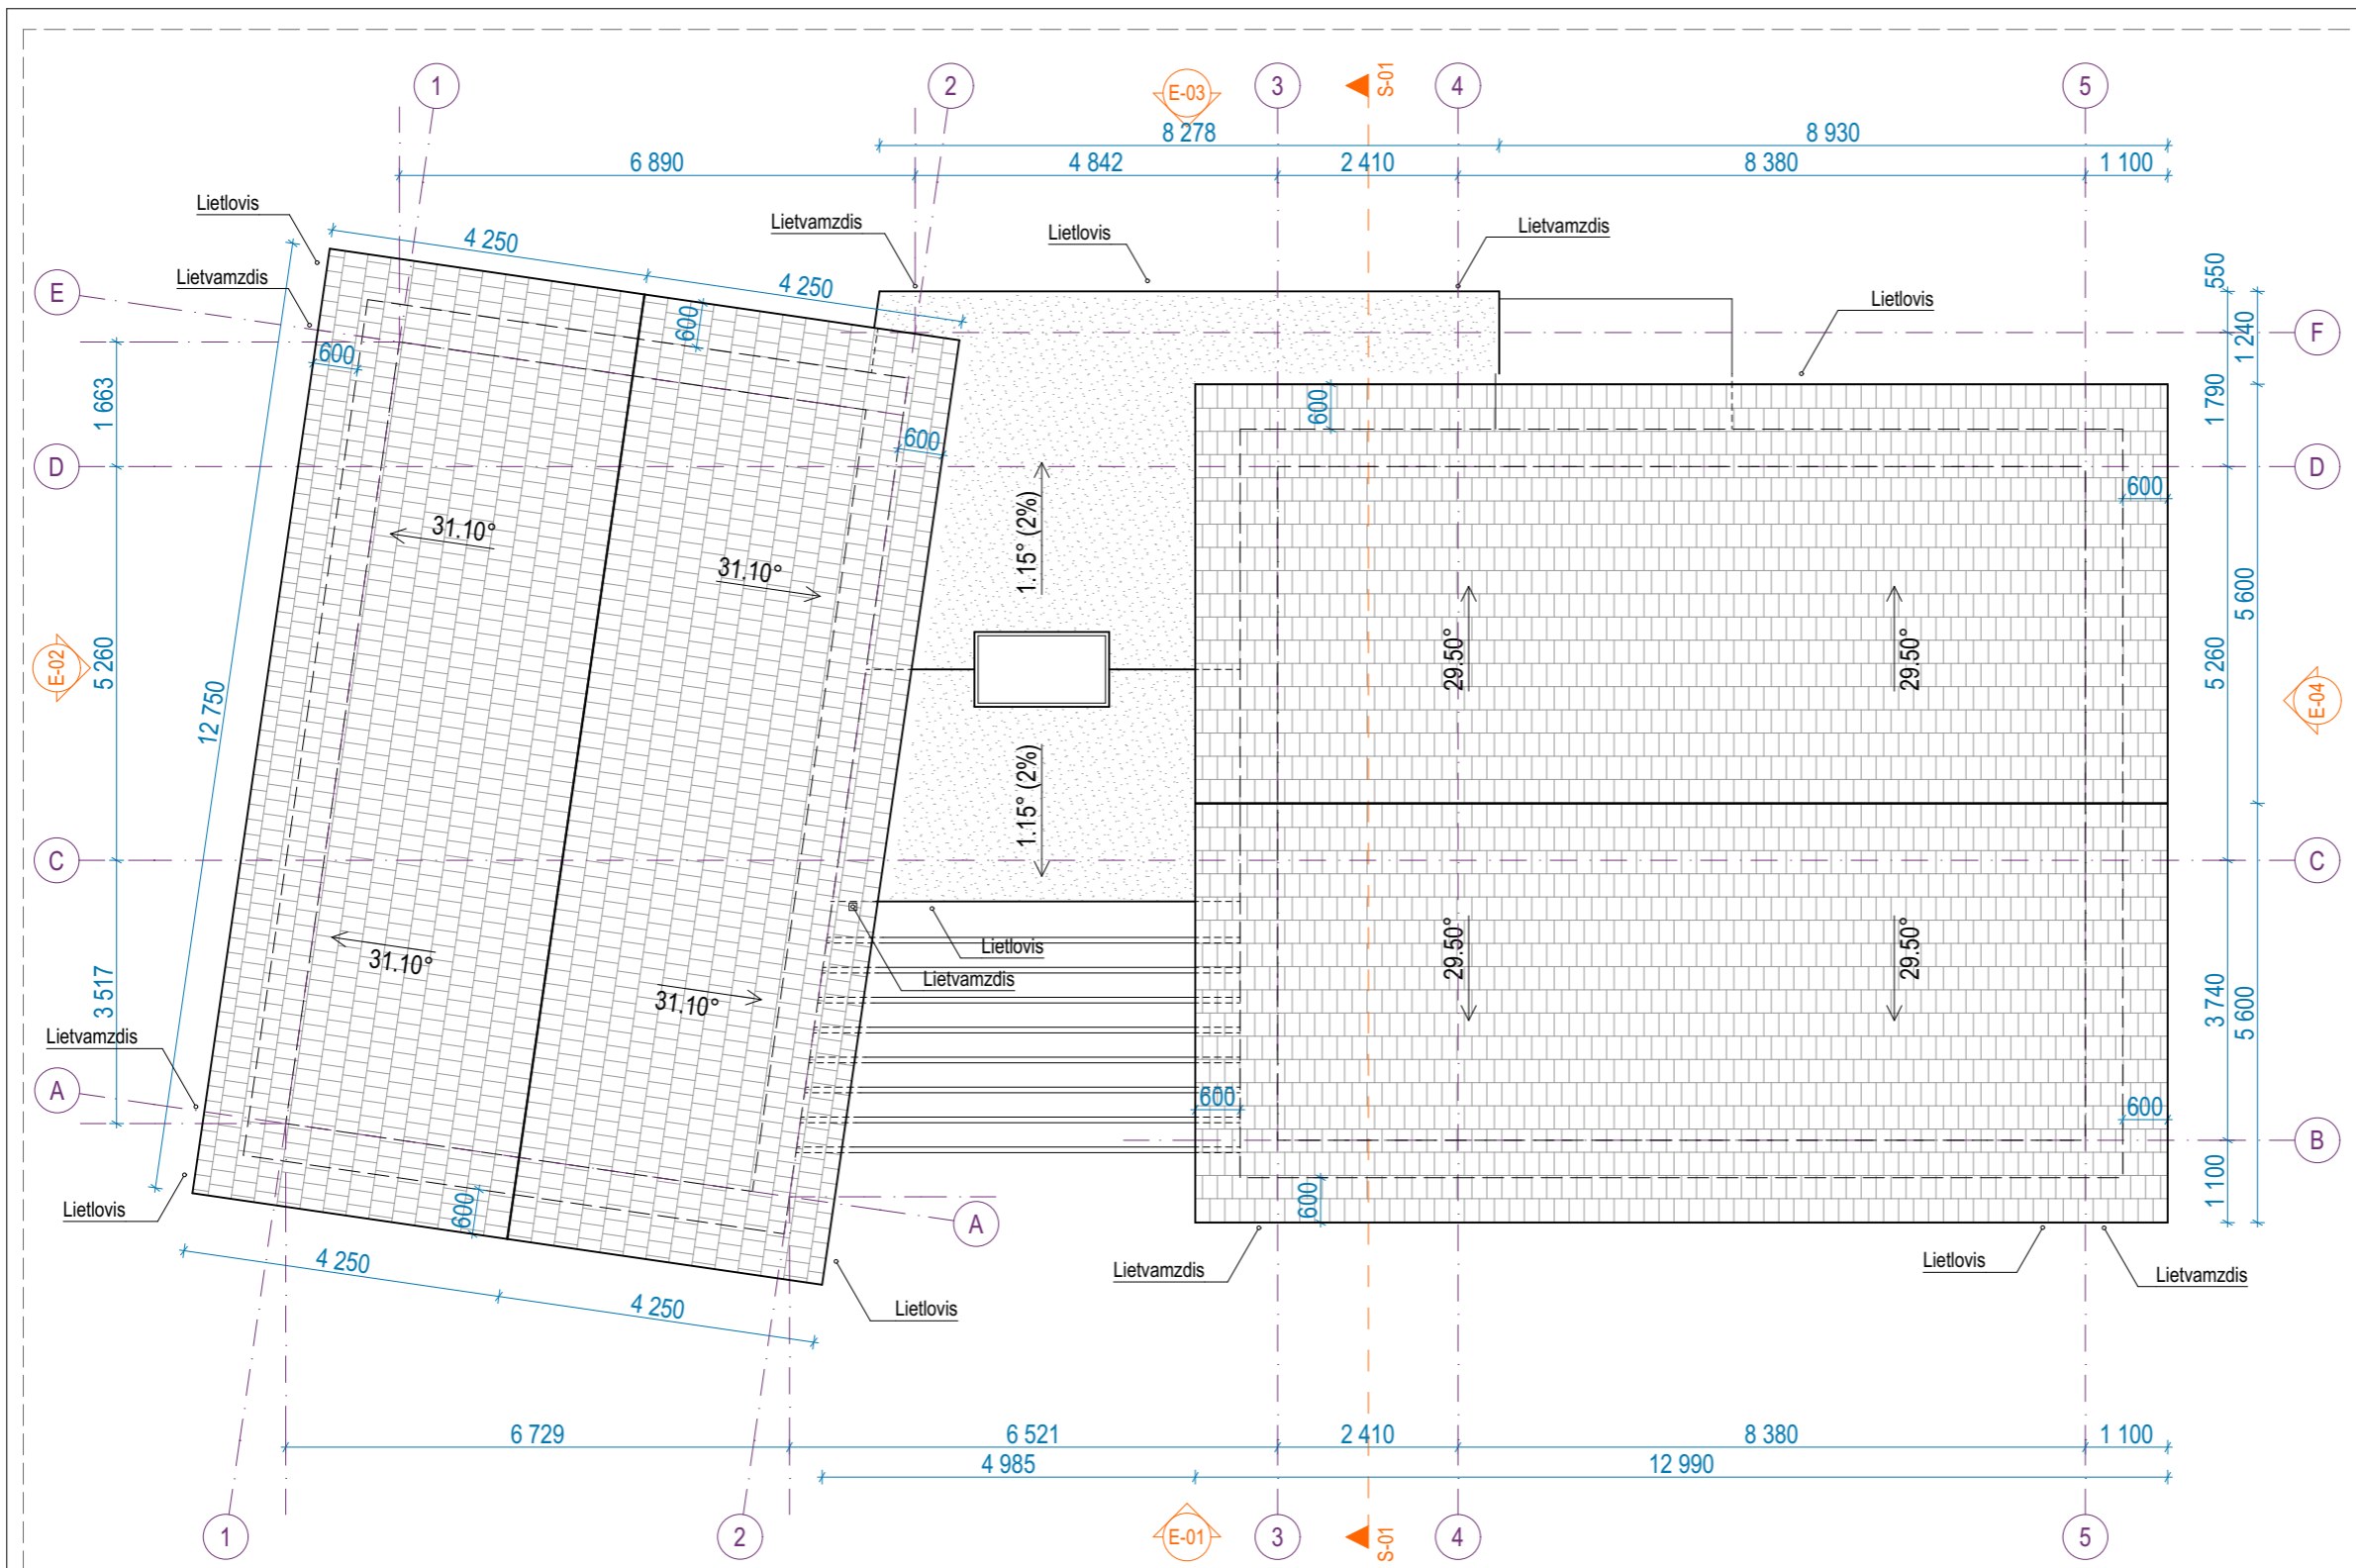 1
2
E-03
3
S-01
4
5
8 278
8 930
6 890
4 842
2 410
8 380
1 100
Lietlovis
Lietvamzdis
Lietvamzdis
Lietlovis
Lietvamzdis
Lietlovis
4 250
4 250
E
F
550
1 240
600
600
600
600
1 663
1 790
D
D
600
1.15° (2%)
31.10°
31.10°
5 600
5 260
5 260
E-02
E-04
12 750
29.50°
29.50°
1.15° (2%)
C
C
29.50°
29.50°
31.10°
31.10°
Lietlovis
Lietvamzdis
3 517
3 740
5 600
Lietvamzdis
A
600
600
B
1 100
600
600
Lietlovis
A
4 250
4 250
Lietlovis
Lietvamzdis
Lietlovis
Lietvamzdis
6 729
6 521
2 410
8 380
1 100
4 985
12 990
1
2
E-01
3
S-01
4
5